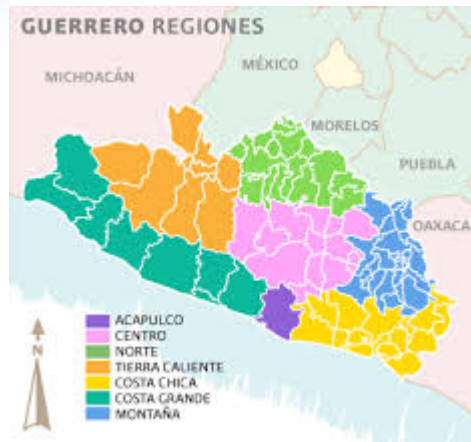 GUERRERO REGIONES
MICHOACÁN
MÉXICO
MORELOS
PUEBLA
OAXACA
N
ACAPULCO
CENTRO
NORTE
TIERRA CALIENTE
COSTA CHICA
COSTA GRANDE
MONTAÑA